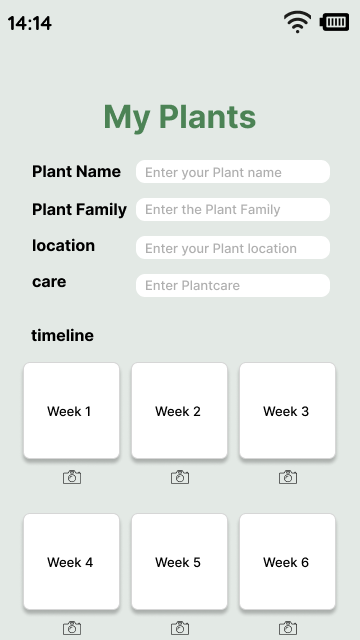 14:14
My Plants
Plant Name Enter your Plant name
Plant Family Enter the Plant Family
location Enter your Plant location
care Enter Plantcare
timeline
Week 1 Week 2 Week 3
Week 4 Week 5 Week 6